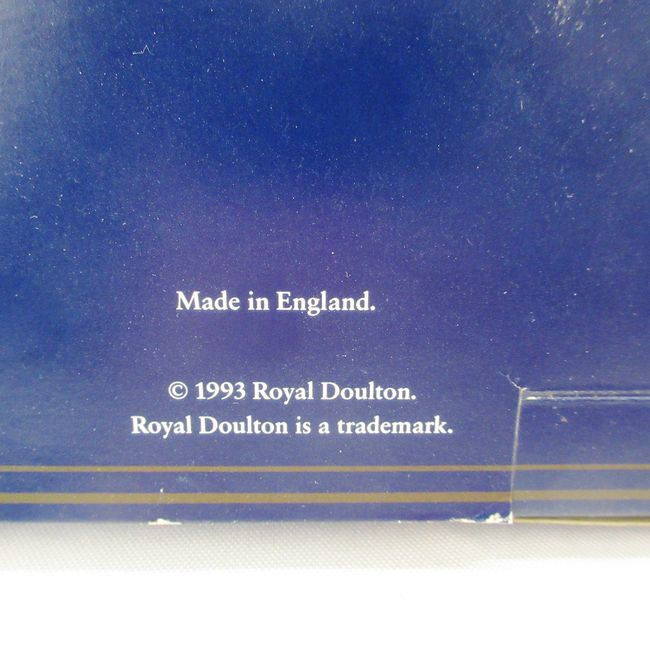 Made in England.
© 1993 Royal Doulton.
Royal Doulton is a trademark.